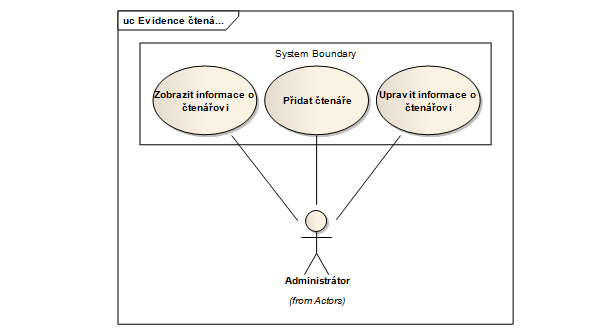 uc Evidence čtená...
System Boundary
Zobrazit informace o
čtenářovi
Přidat čtenáře
Upravit informace o
čtenářovi
Administrátor
(from Actors)